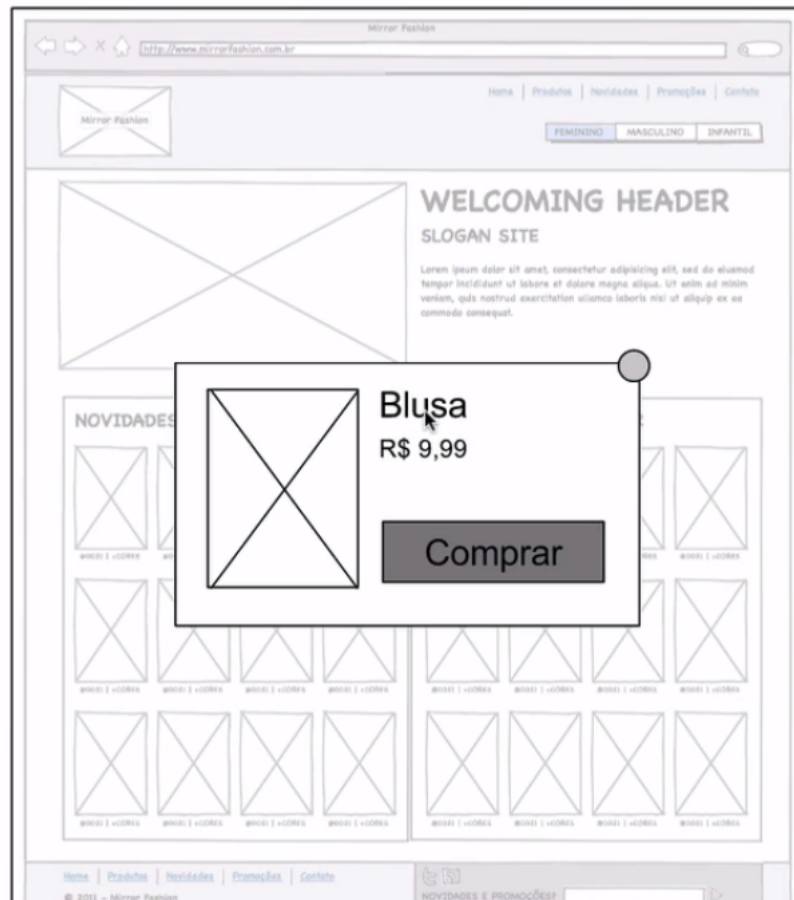 Mirror Fashion
http://www.mirrorfashion.com.br
Home | Produtos | Novidades | Promoções | Contato
Mirror Fashion
FEMININO MASCULINO INFANTIL
WELCOMING HEADER
SLOGAN SITE
Lorem ipsum dolor sit amet, consectetur adipisicing elit, sed do eiusmod
tempor incididunt ut labore et dolore magna aliqua. Ut enim ad minim
veniam, quis nostrud exercitation ullamco laboris nisi ut aliquip ex ea
commodo consequat.
NOVIDADES
Blusa
R$ 9,99
Comprar
Home | Produtos | Novidades | Promoções | Contato
© 2011 - Mirror Fashion
NOVIDADES E PROMOÇÕES?